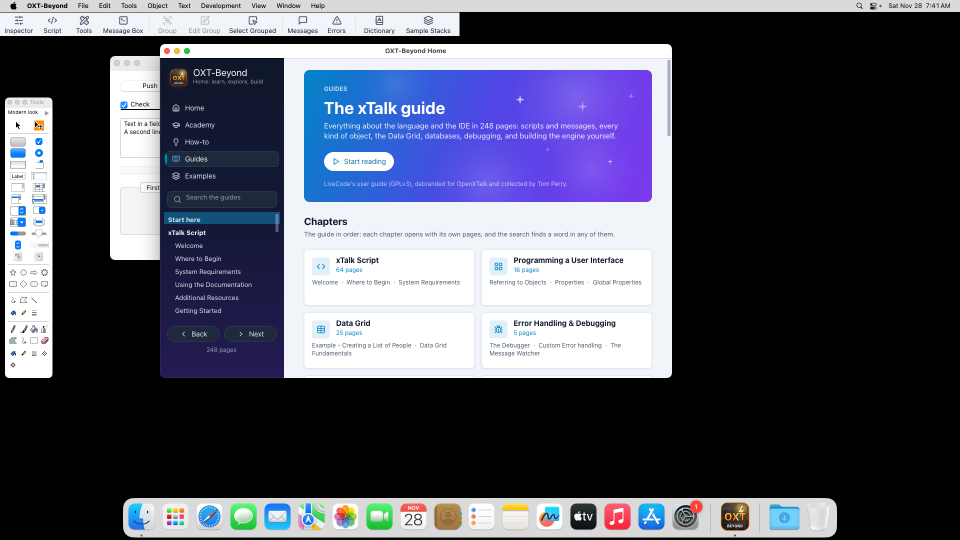 OXT-Beyond File Edit Tools Object Text Development View Window Help Sat Nov 28 7:41 AM
Inspector Script Tools Message Box Group Edit Group Select Grouped Messages Errors Dictionary Sample Stacks
OXT-Beyond Home
Tools
Modern look
Label:
Push
Check
Text in a field
A second line
First
OXT-Beyond
Home: learn, explore, build
Home
Academy
How-to
Guides
Examples
Search the guides
Start here
xTalk Script
Welcome
Where to Begin
System Requirements
Using the Documentation
Additional Resources
Getting Started
Back Next
248 pages
GUIDES
The xTalk guide
Everything about the language and the IDE in 248 pages: scripts and messages, every
kind of object, the Data Grid, databases, debugging, and building the engine yourself.
Start reading
LiveCode's user guide (GPLv3), debranded for OpenXTalk and collected by Tom Perry.
Chapters
The guide in order: each chapter opens with its own pages, and the search finds a word in any of them.
xTalk Script
64 pages
Welcome · Where to Begin · System Requirements
Programming a User Interface
16 pages
Referring to Objects · Properties · Global Properties
Data Grid
25 pages
Example - Creating a List of People · Data Grid
Fundamentals
Error Handling & Debugging
5 pages
The Debugger · Custom Error handling · The
Message Watcher
NOV
28
tv
1
OXT
BEYOND